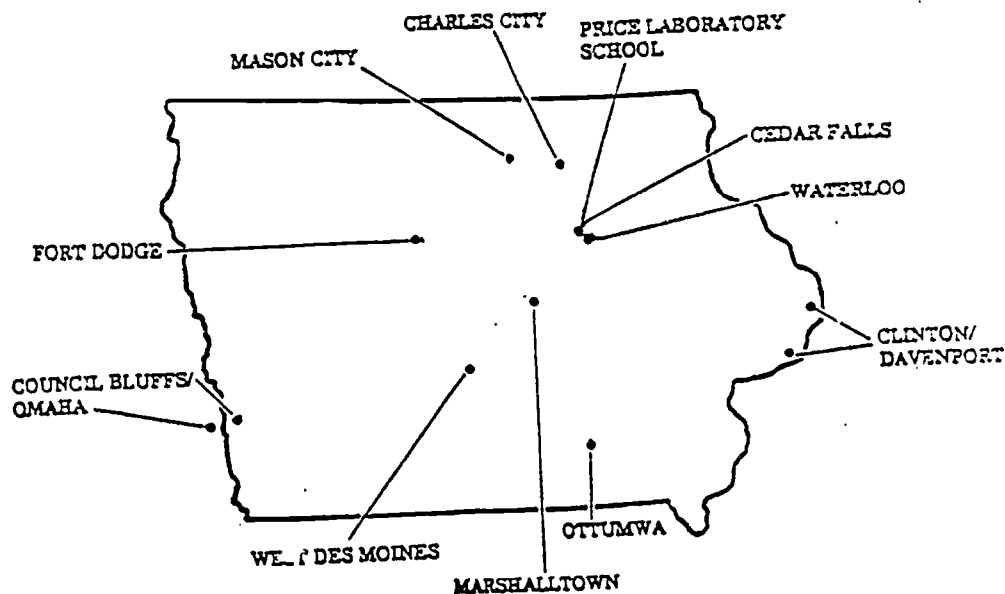 CHARLES CITY
PRICE LABORATORY
SCHOOL
MASON CITY
CEDAR FALLS
WATERLOO
FORT DODGE
CLINTON/
DAVENPORT
COUNCIL BLUFFS/
OMAHA
OTTUMWA
DES MOINES
MARSHALLTOWN